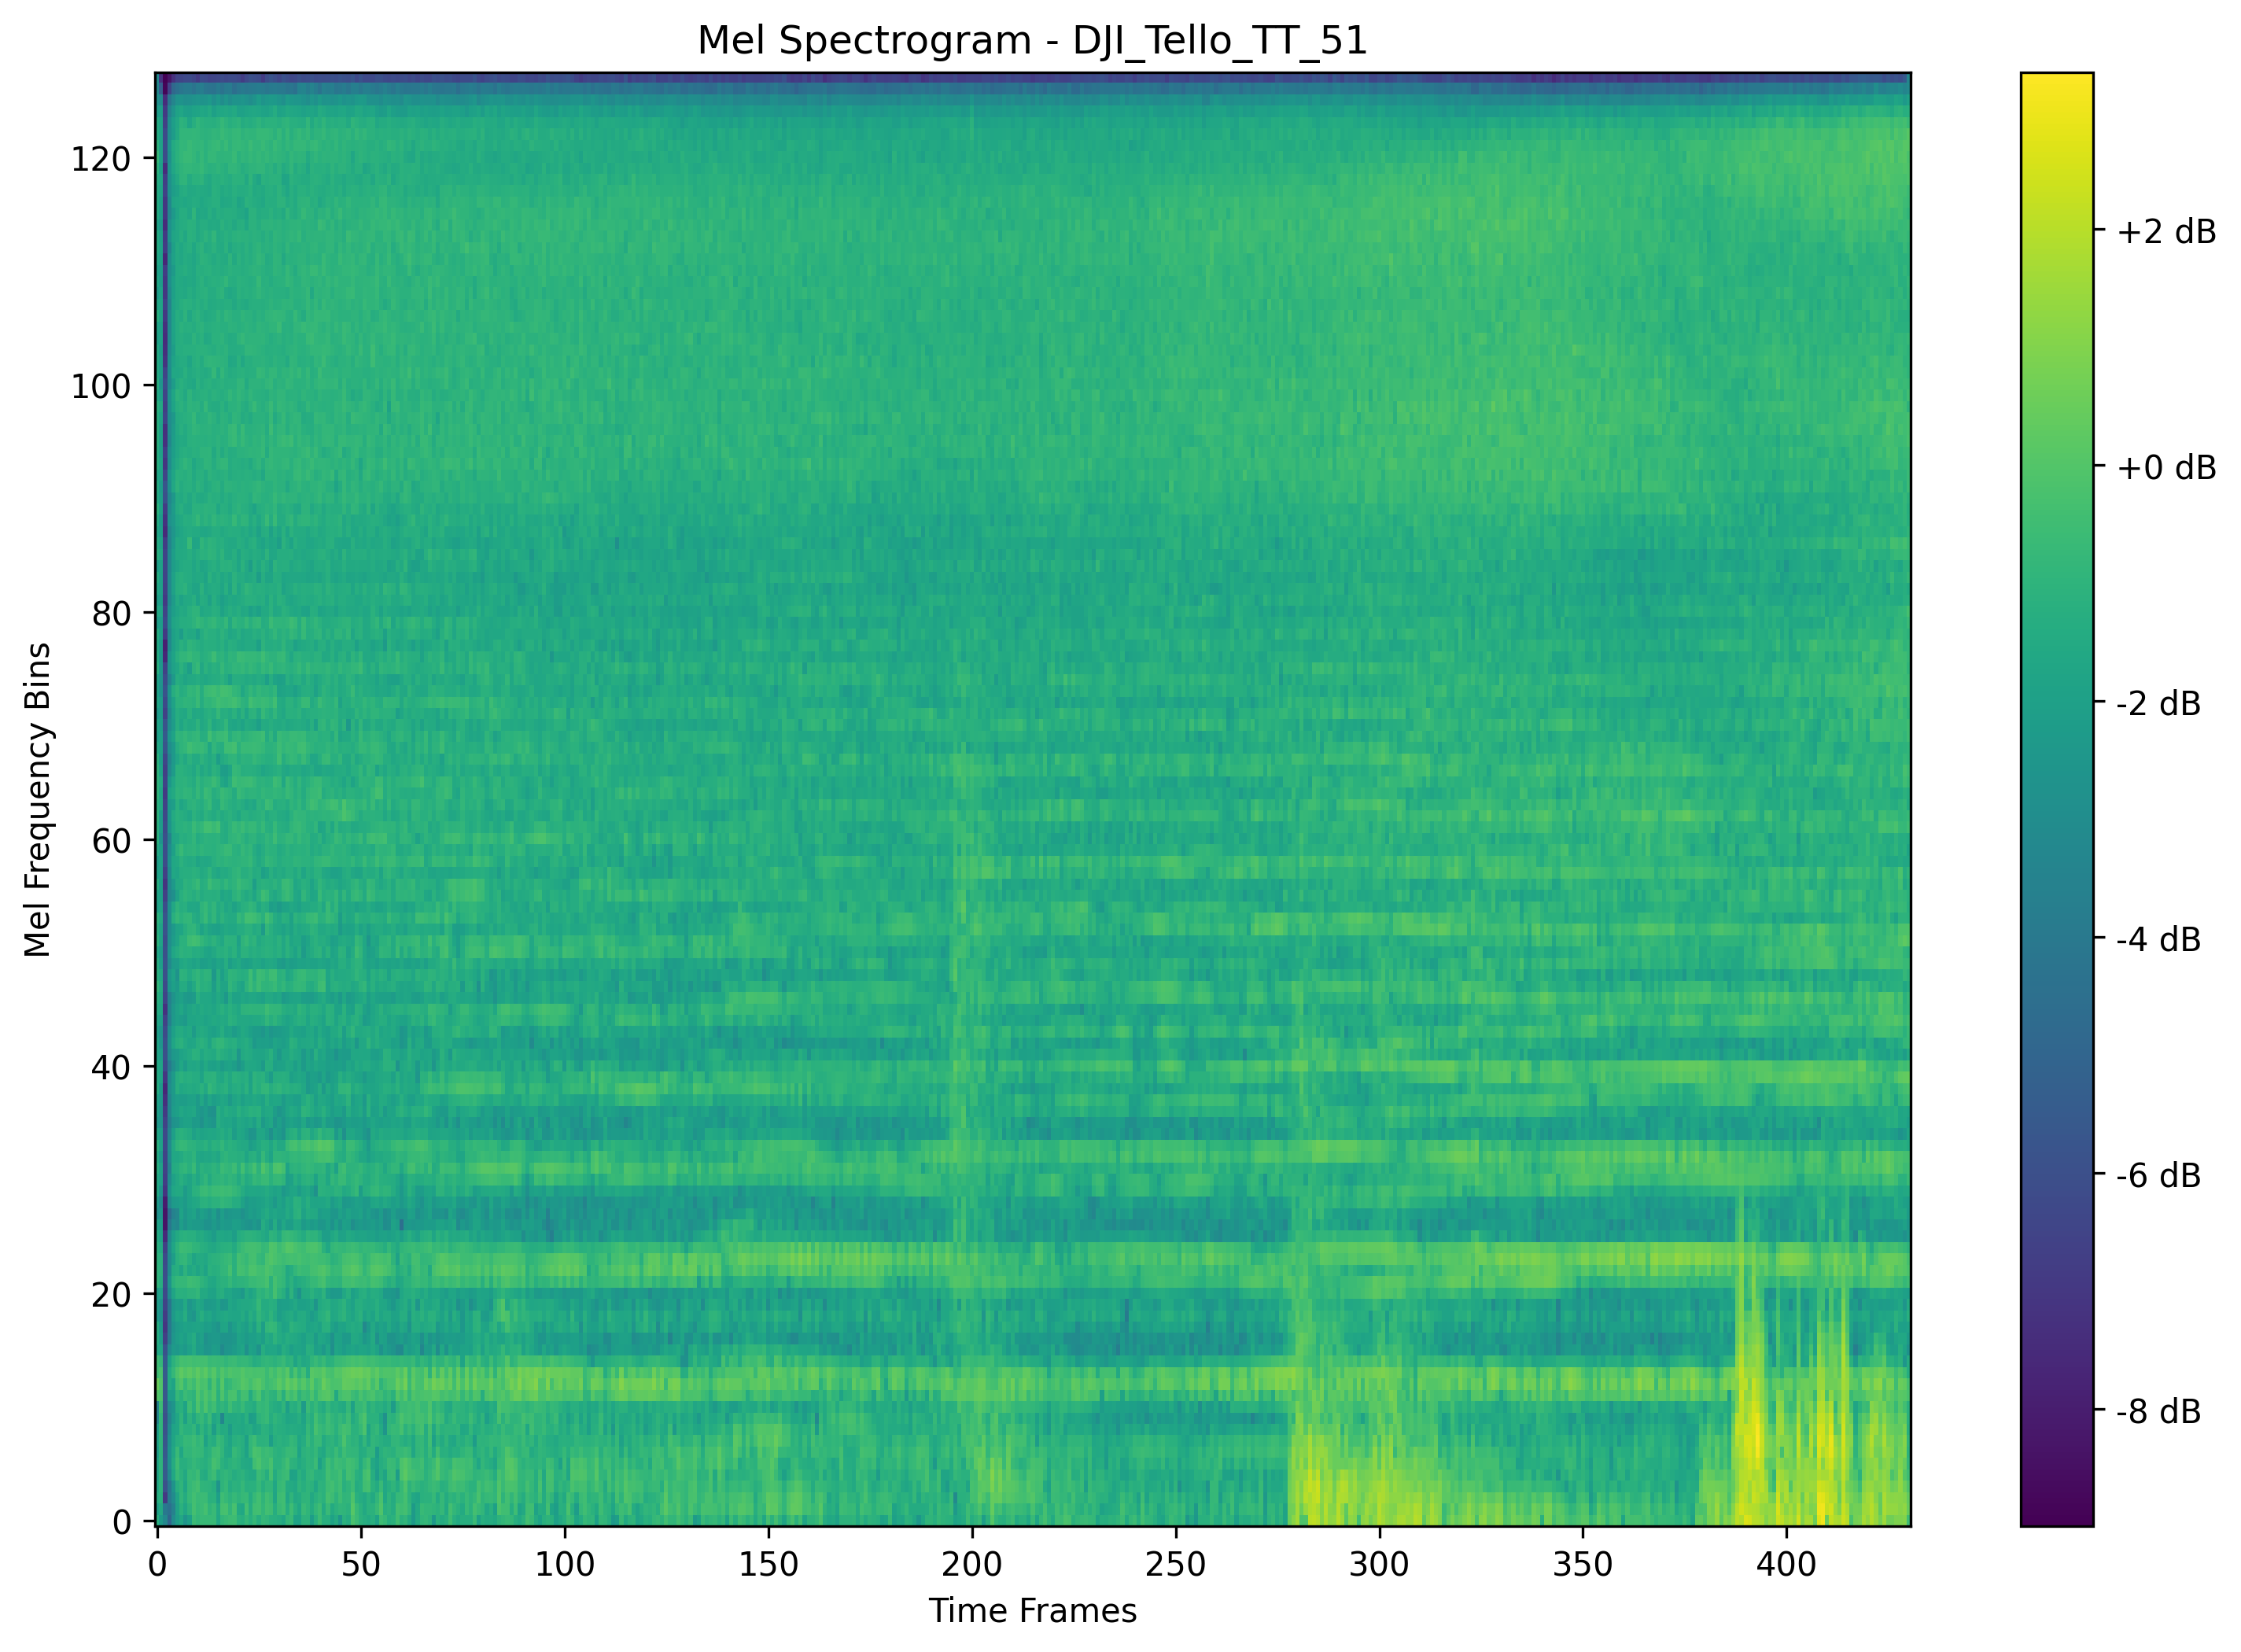 Mel Spectrogram - DJI_Tello_TT_51
Mel Frequency Bins
120
100
80
60
40
20
0
0 50 100 150 200 250 300 350 400
Time Frames
+2 dB
+0 dB
-2 dB
-4 dB
-6 dB
-8 dB